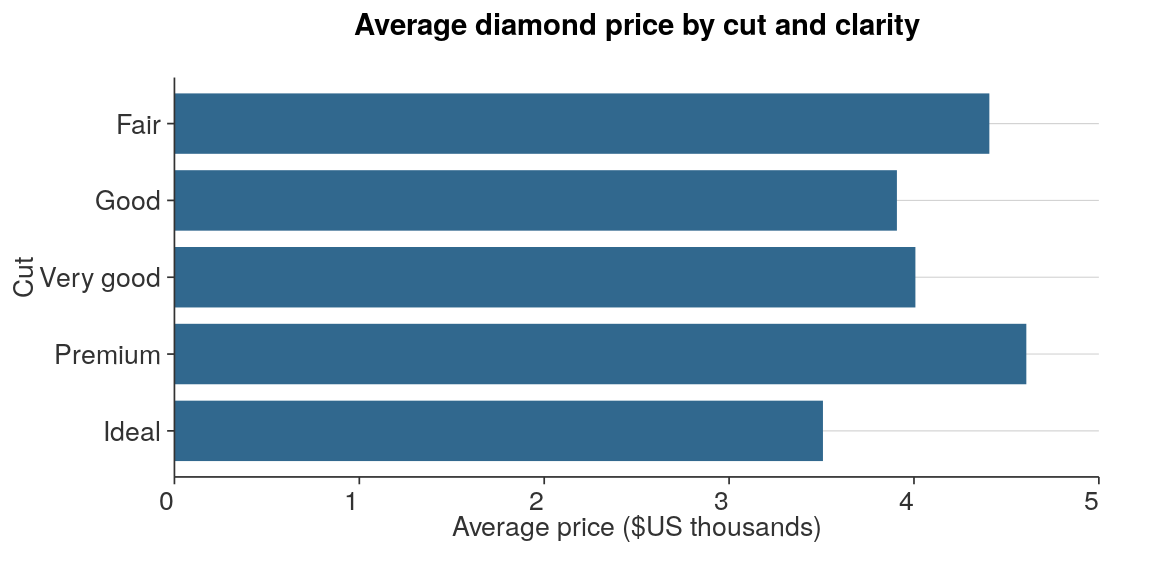 Average diamond price by cut and clarity
Cut
Fair
Good
Very good
Premium
Ideal
0 1 2 3 4 5
Average price ($US thousands)